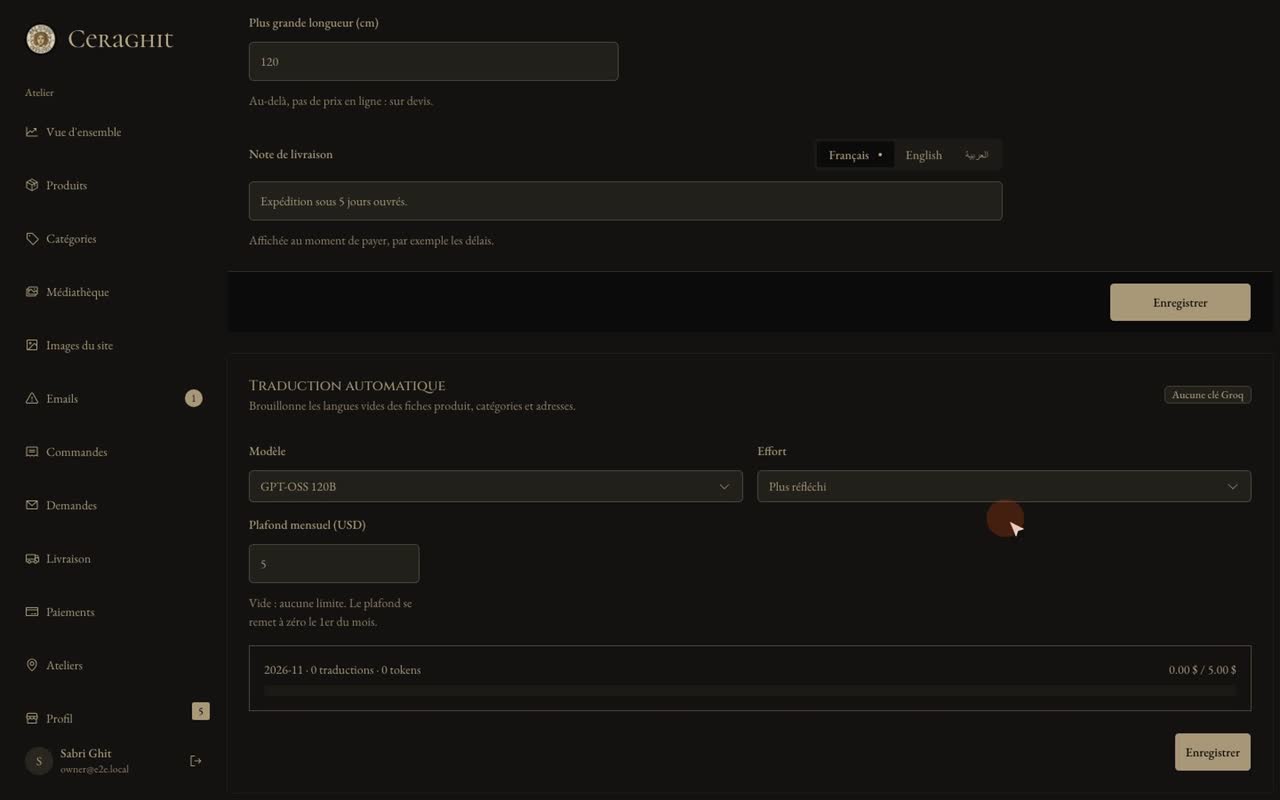 Ceraghit
Atelier
Vue d'ensemble
Produits
Catégories
Médiathèque
Images du site
Emails 1
Commandes
Demandes
Livraison
Paiements
Ateliers
Profil 5
S
Sabri Ghit
owner@e2e.local
Plus grande longueur (cm)
120
Au-delà, pas de prix en ligne : sur devis.
Note de livraison
Français • English العربية
Expédition sous 5 jours ouvrés.
Affichée au moment de payer, par exemple les délais.
Enregistrer
Traduction automatique
Brouillonne les langues vides des fiches produit, catégories et adresses.
Aucune clé Groq
Modèle Effort
GPT-OSS 120B Plus réfléchi
Plafond mensuel (USD)
5
Vide : aucune limite. Le plafond se
remet à zéro le 1er du mois.
2026-11 · 0 traductions · 0 tokens 0.00 $ / 5.00 $
Enregistrer